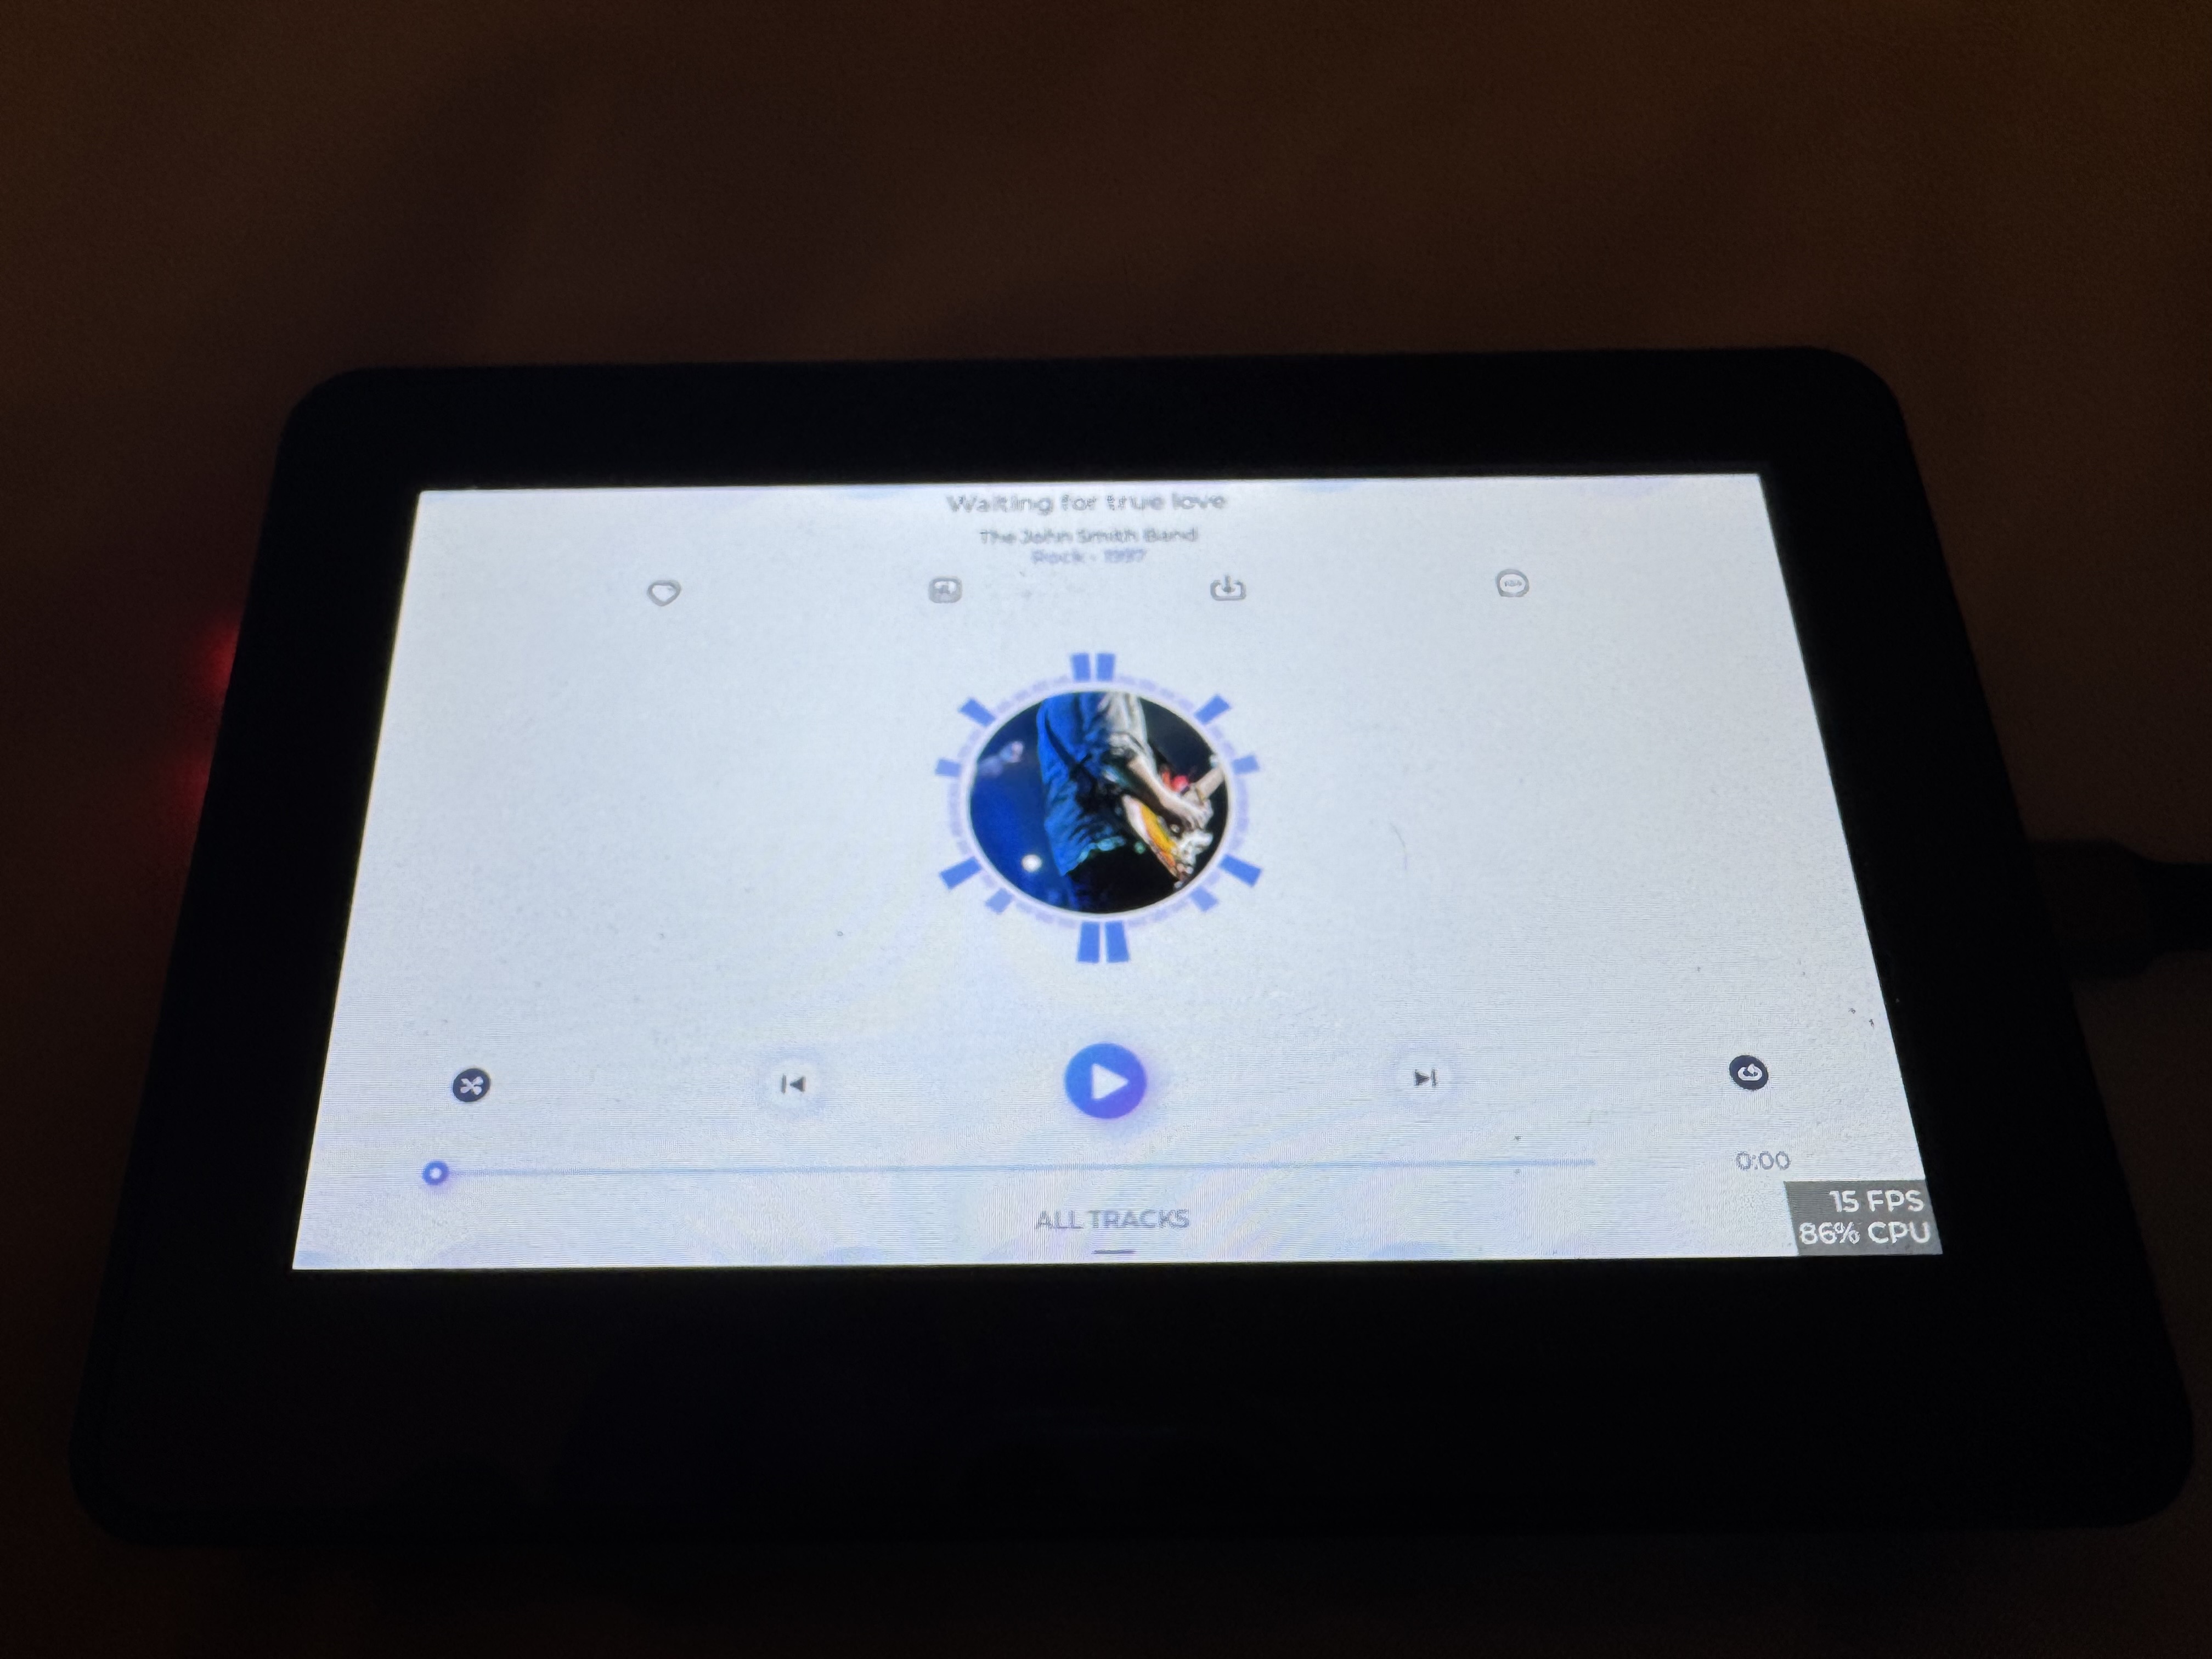 Waiting for true love
The John Smith Band
Rock - 1997
0:00
ALL TRACKS
15 FPS
86% CPU